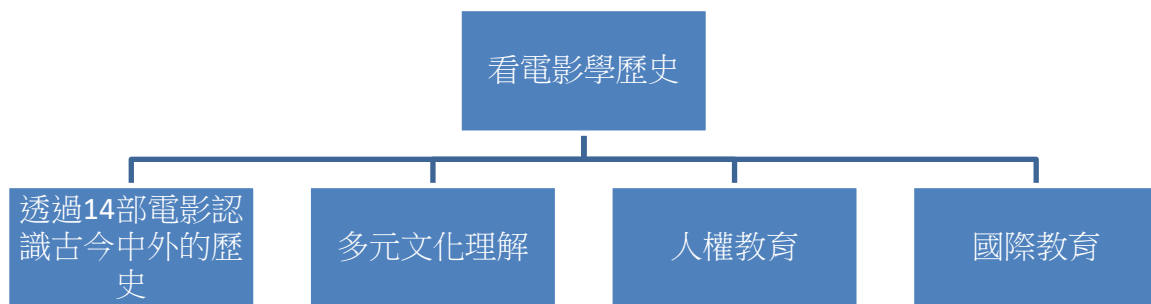 看電影學歷史
透過14部電影認
識古今中外的歷
史
多元文化理解
人權教育
國際教育